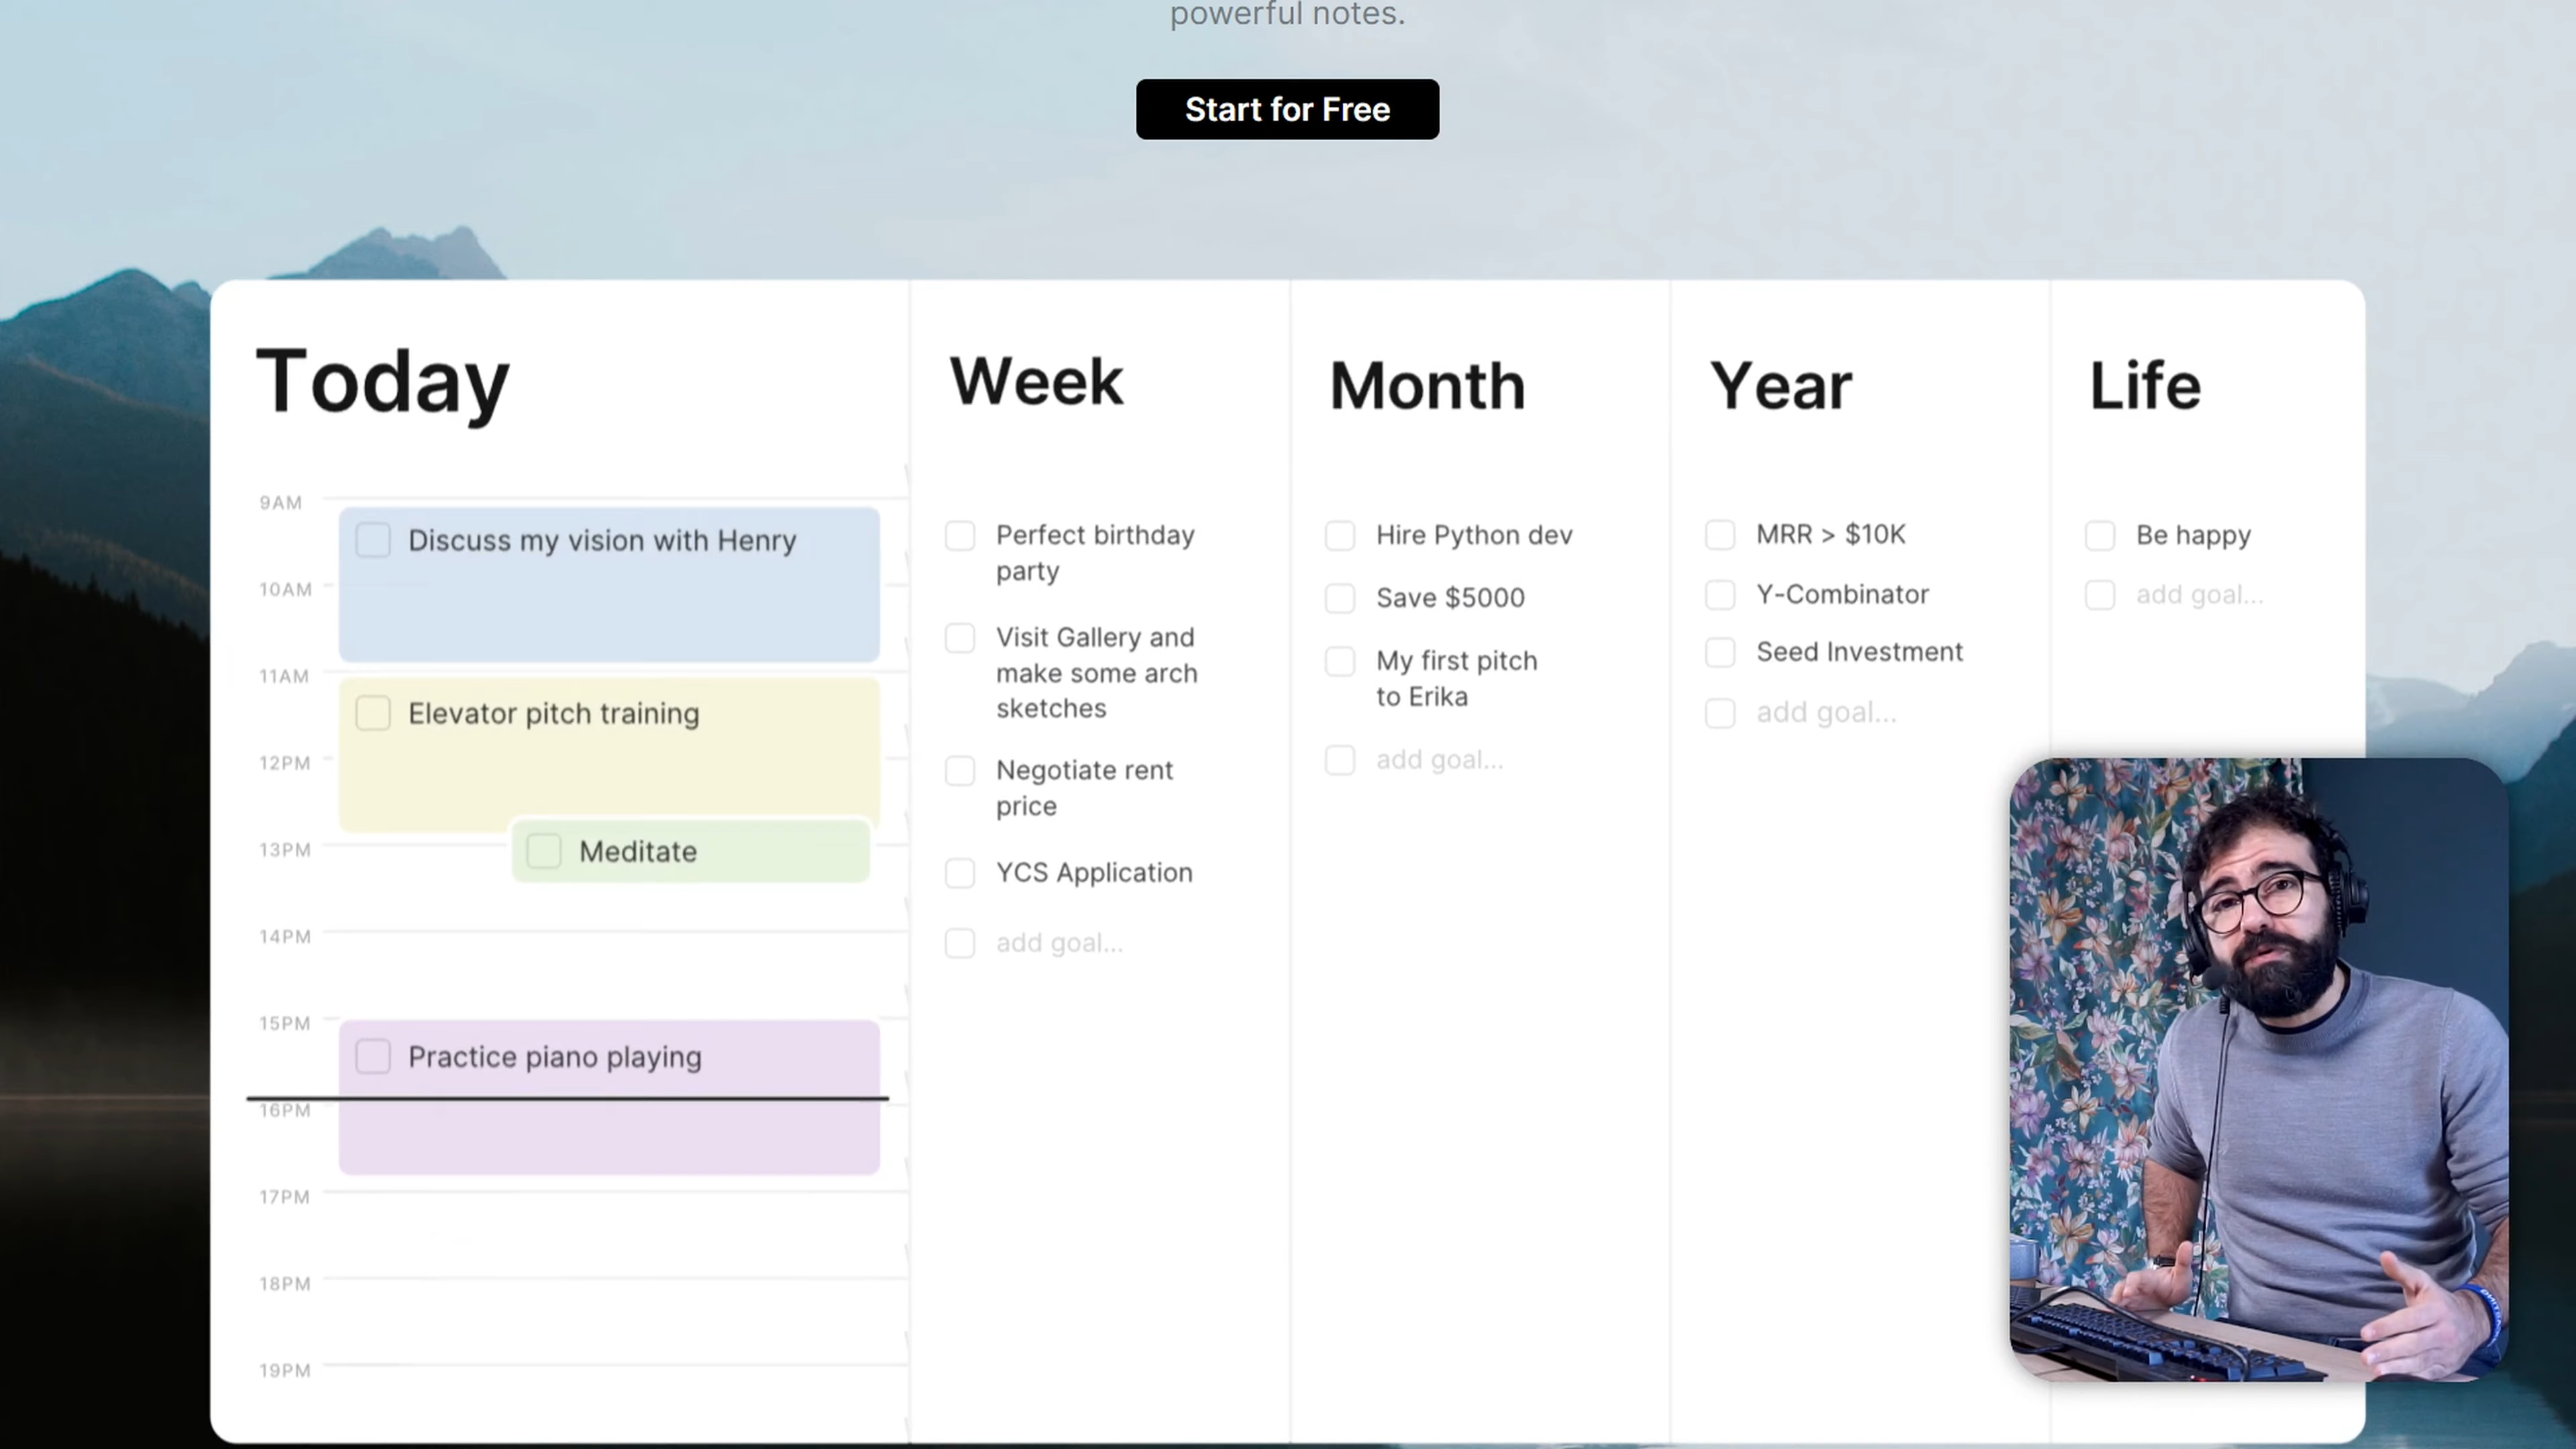 powerful notes.
Start for Free
Today
Week
Month
Year
Life
9AM
Discuss my vision with Henry
10AM
11AM
Elevator pitch training
12PM
13PM
Meditate
14PM
15PM
Practice piano playing
16PM
17PM
18PM
19PM
Perfect birthday
party
Visit Gallery and
make some arch
sketches
Negotiate rent
price
YCS Application
add goal...
Hire Python dev
Save $5000
My first pitch
to Erika
add goal...
MRR > $10K
Y-Combinator
Seed Investment
add goal...
Be happy
add goal...